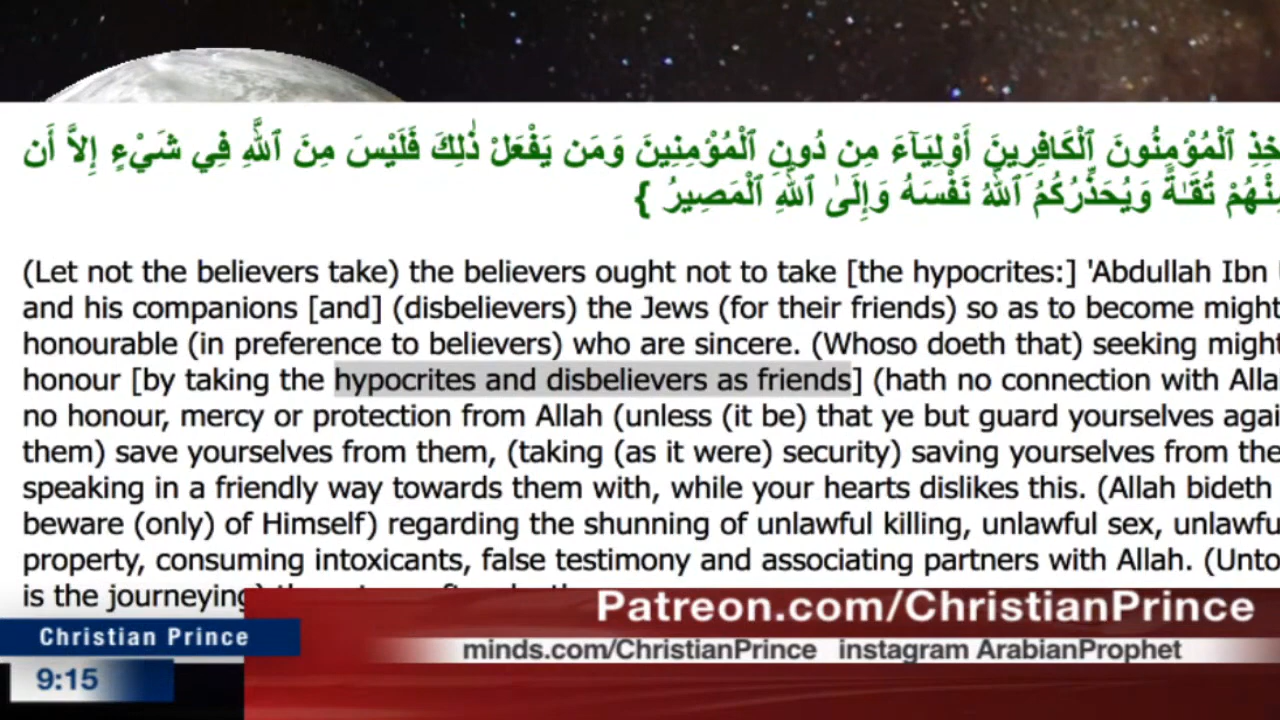 ٱلْمُؤْمِنُونَ ٱلْكَافِرِينَ أَوْلِيَآءَ مِن دُونِ ٱلْمُؤْمِنِينَ وَمَن يَفْعَلْ ذٰلِكَ فَلَيْسَ مِنَ ٱللَّهِ فِي شَيْءٍ إِلاَّ أَن
تُقَـٰةً وَيُحَذِّرُكُمُ ٱللَّهُ نَفْسَهُ وَإِلَىٰ ٱللَّهِ ٱلْمَصِيرُ }
(Let not the believers take) the believers ought not to take [the hypocrites:] 'Abdullah Ibn
and his companions [and] (disbelievers) the Jews (for their friends) so as to become might
honourable (in preference to believers) who are sincere. (Whoso doeth that) seeking might
honour [by taking the hypocrites and disbelievers as friends] (hath no connection with
no honour, mercy or protection from Allah (unless (it be) that ye but guard yourselves
them) save yourselves from them, (taking (as it were) security) saving yourselves from
speaking in a friendly way towards them with, while your hearts dislikes this. (Allah bideth
beware (only) of Himself) regarding the shunning of unlawful killing, unlawful sex,
property, consuming intoxicants, false testimony and associating partners with Allah. (Unto
is the journeying)
Patreon.com/ChristianPrince
Christian Prince
minds.com/ChristianPrince instagram ArabianProphet
9:15